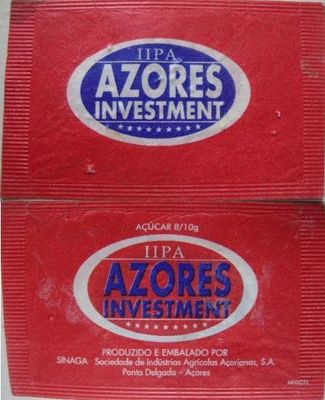 IIPA
AZORES
INVESTMENT
AÇÚCAR 8/10g
IIPA
AZORES
INVESTMENT
PRODUZIDO E EMBALADO POR
SINAGA Sociedade de Indústrias Agrícolas Açorianas, S.A.
Ponta Delgada - Açores